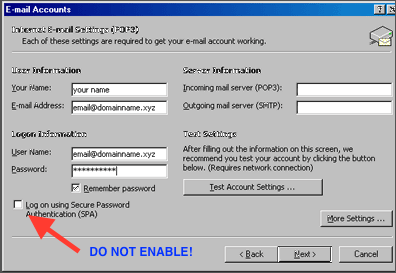 E-mail Accounts
Internet E-mail Settings (POP3)
Each of these settings are required to get your e-mail account working.
User Information
Your Name: your name
E-mail Address: email@domainname.xyz
Server Information
Incoming mail server (POP3):
Outgoing mail server (SMTP):
Logon Information
User Name: email@domainname.xyz
Password: **********
Remember password
Log on using Secure Password
Authentication (SPA)
Test Settings
After filling out the information on this screen, we
recommend you test your account by clicking the button
below. (Requires network connection)
Test Account Settings ...
More Settings ...
DO NOT ENABLE!
< Back
Next >
Cancel